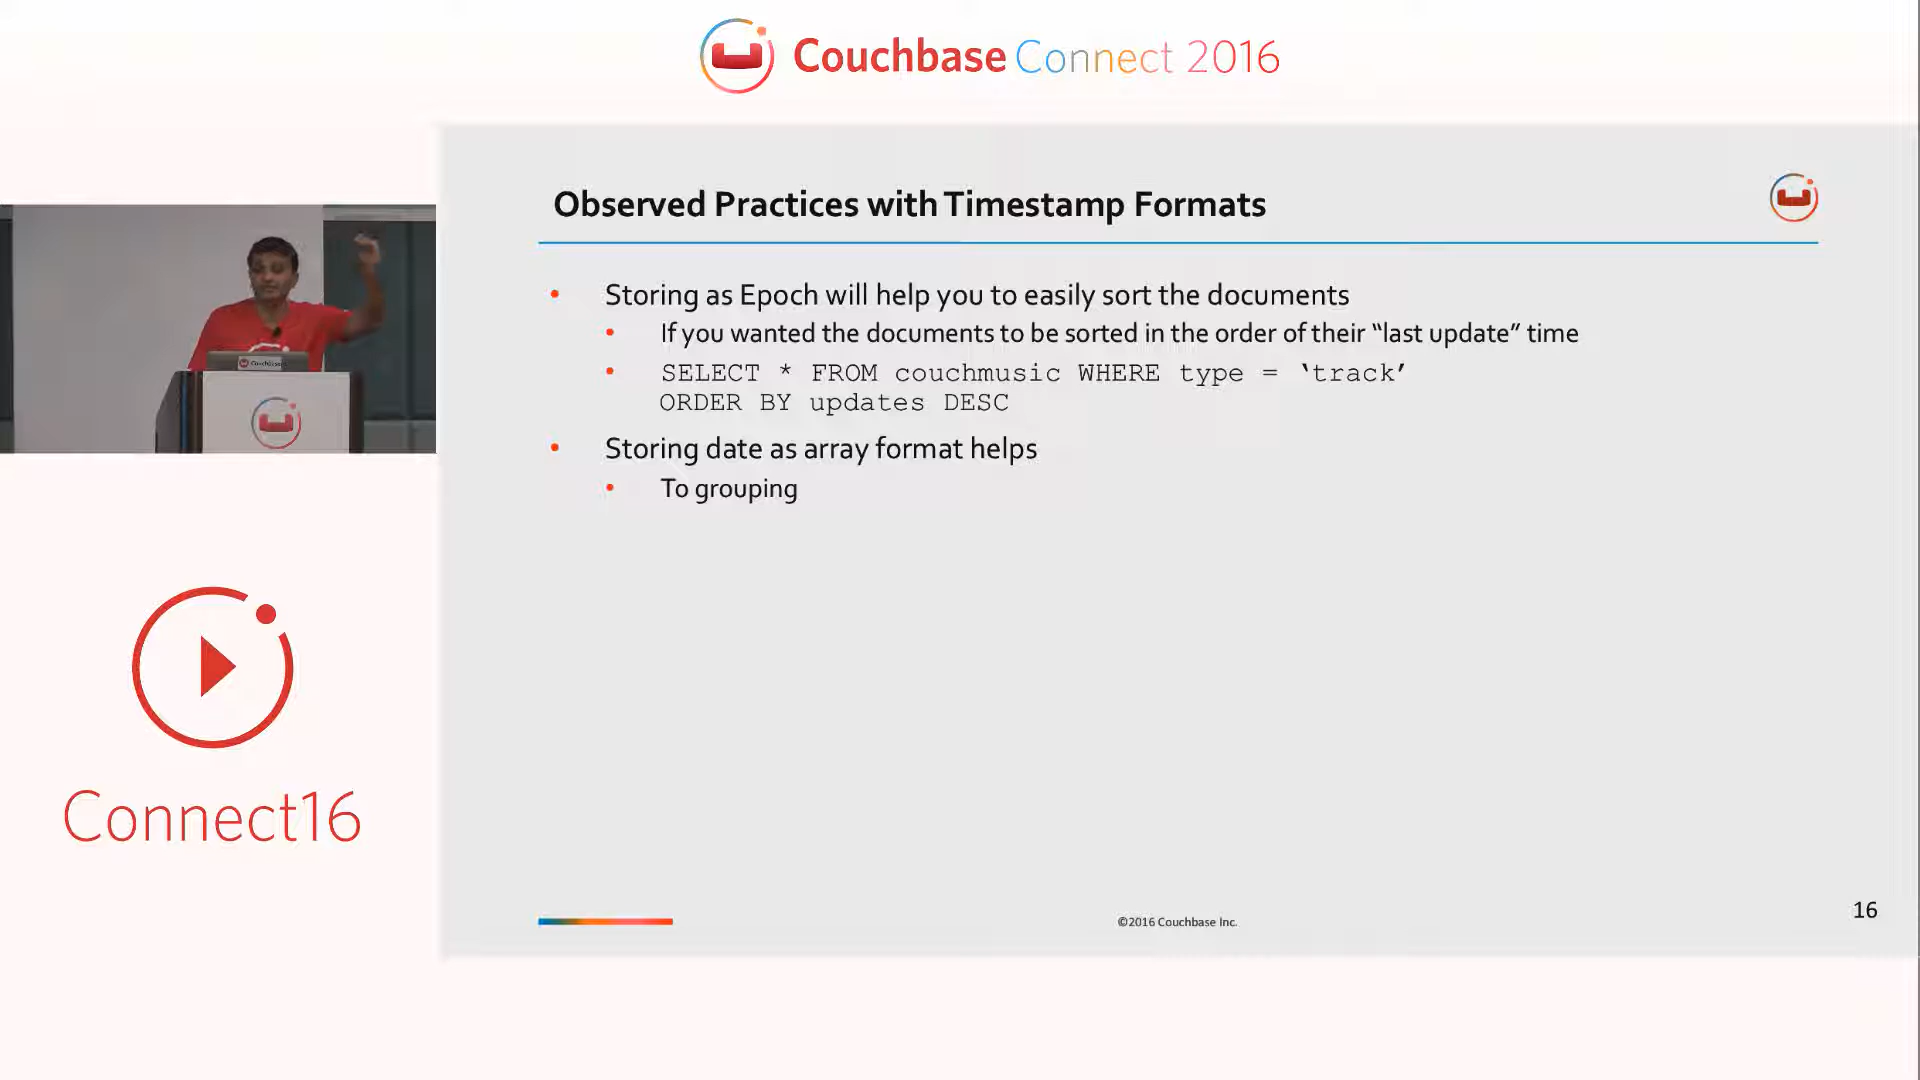 Couchbase Connect 2016
Observed Practices with Timestamp Formats
• Storing as Epoch will help you to easily sort the documents
• If you wanted the documents to be sorted in the order of their “last update” time
• SELECT * FROM couchmusic WHERE type = ‘track’
ORDER BY updates DESC
• Storing date as array format helps
• To grouping
Couchbase
Connect16
©2016 Couchbase Inc.
16